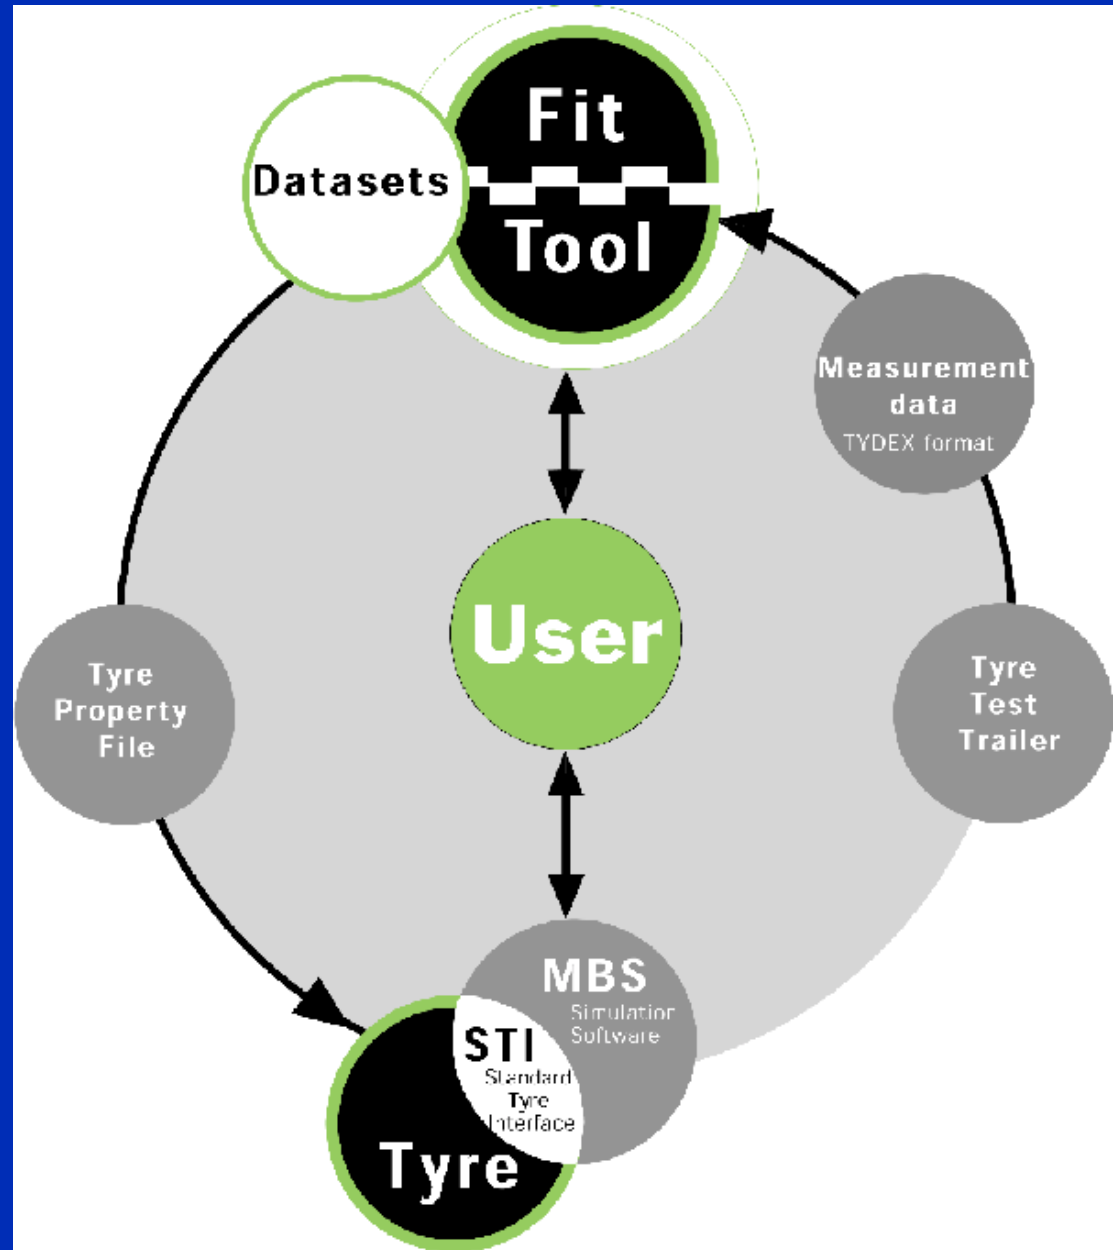 Fit
Tool
Datasets
Measurement
data
TYDEX format
User
Tyre
Property
File
Tyre
Test
Trailer
MBS
Simulation
Software
STI
Standard
Tyre
Interface
Tyre